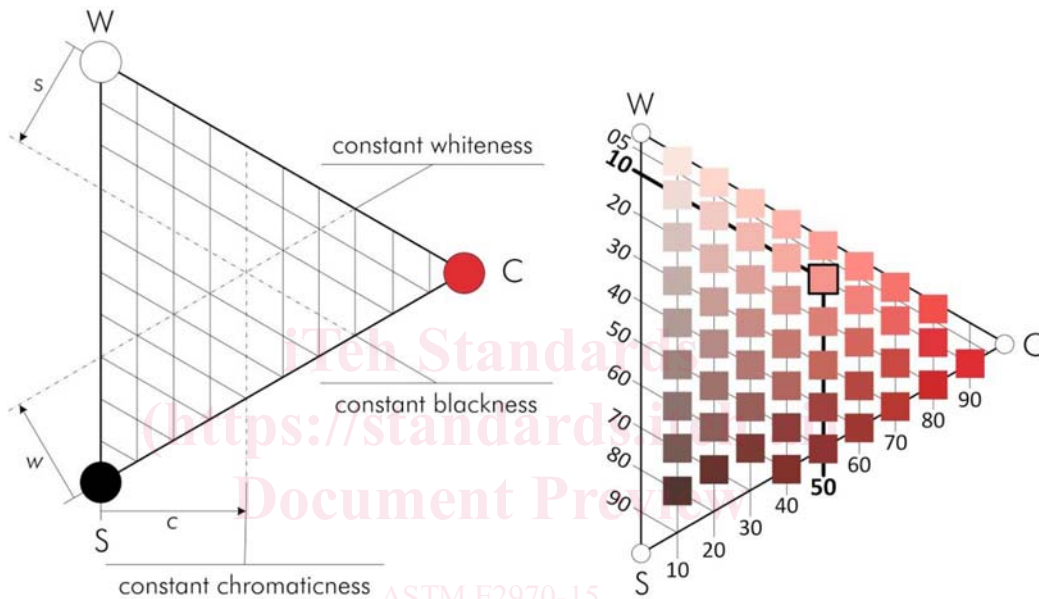 W
s
constant whiteness
C
constant blackness
w
S
c
constant chromaticness
W
05
10
20
30
40
50
60
70
80
90
C
90
80
70
60
50
40
30
20
10
S
iTeh Standards
(https://standards.iteh.ai)
Document Preview
ASTM E2970-15